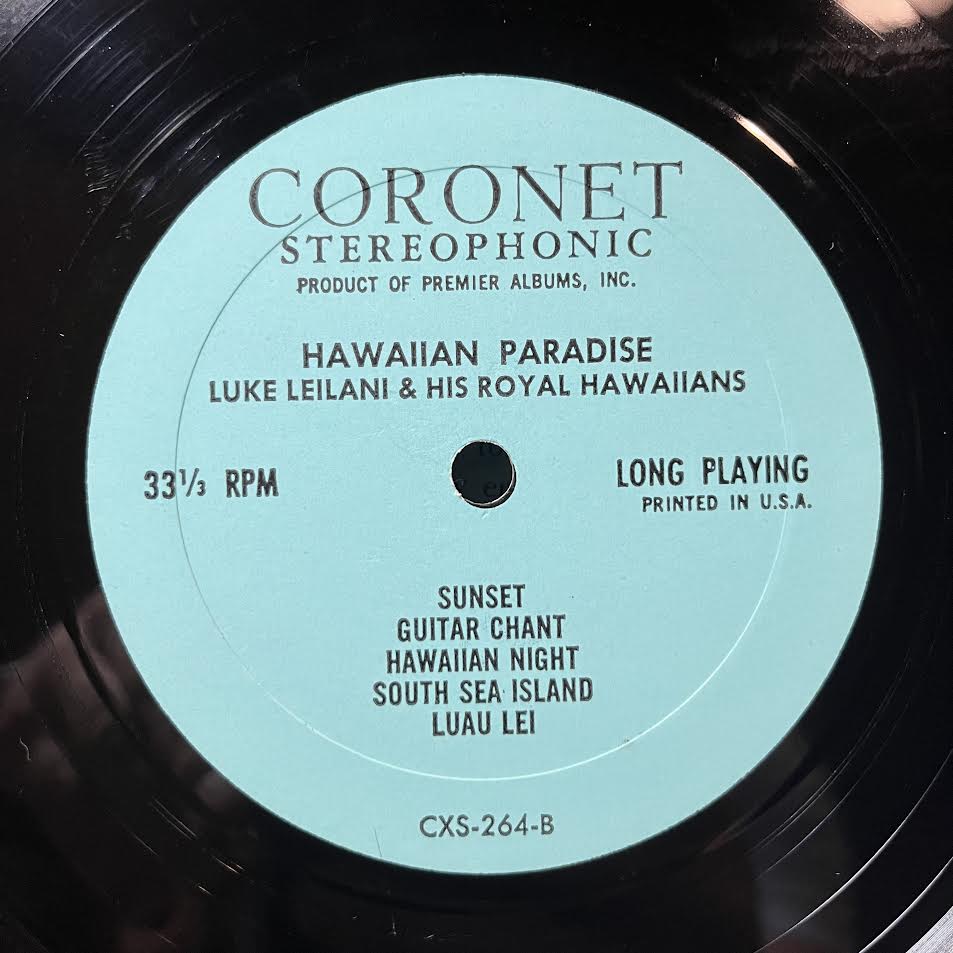 CORONET
STEREOPHONIC
PRODUCT OF PREMIER ALBUMS, INC.
HAWAIIAN PARADISE
LUKE LEILANI & HIS ROYAL HAWAIIANS
33⅓ RPM
LONG PLAYING
PRINTED IN U.S.A.
SUNSET
GUITAR CHANT
HAWAIIAN NIGHT
SOUTH SEA ISLAND
LUAU LEI
CXS-264-B